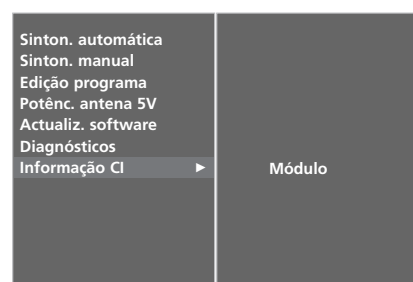 Sinton. automática
Sinton. manual
Edição programa
Potênc. antena 5V
Actualiz. software
Diagnósticos
Informação CI ► Módulo